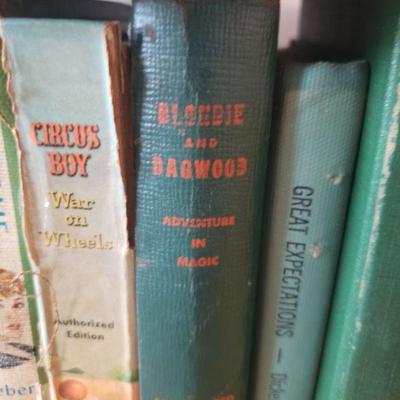 CIRCUS
BOY
War
on
Wheels
Authorized
Edition
BLONDIE
AND
DAGWOOD
ADVENTURE
IN
MAGIC
GREAT EXPECTATIONS —